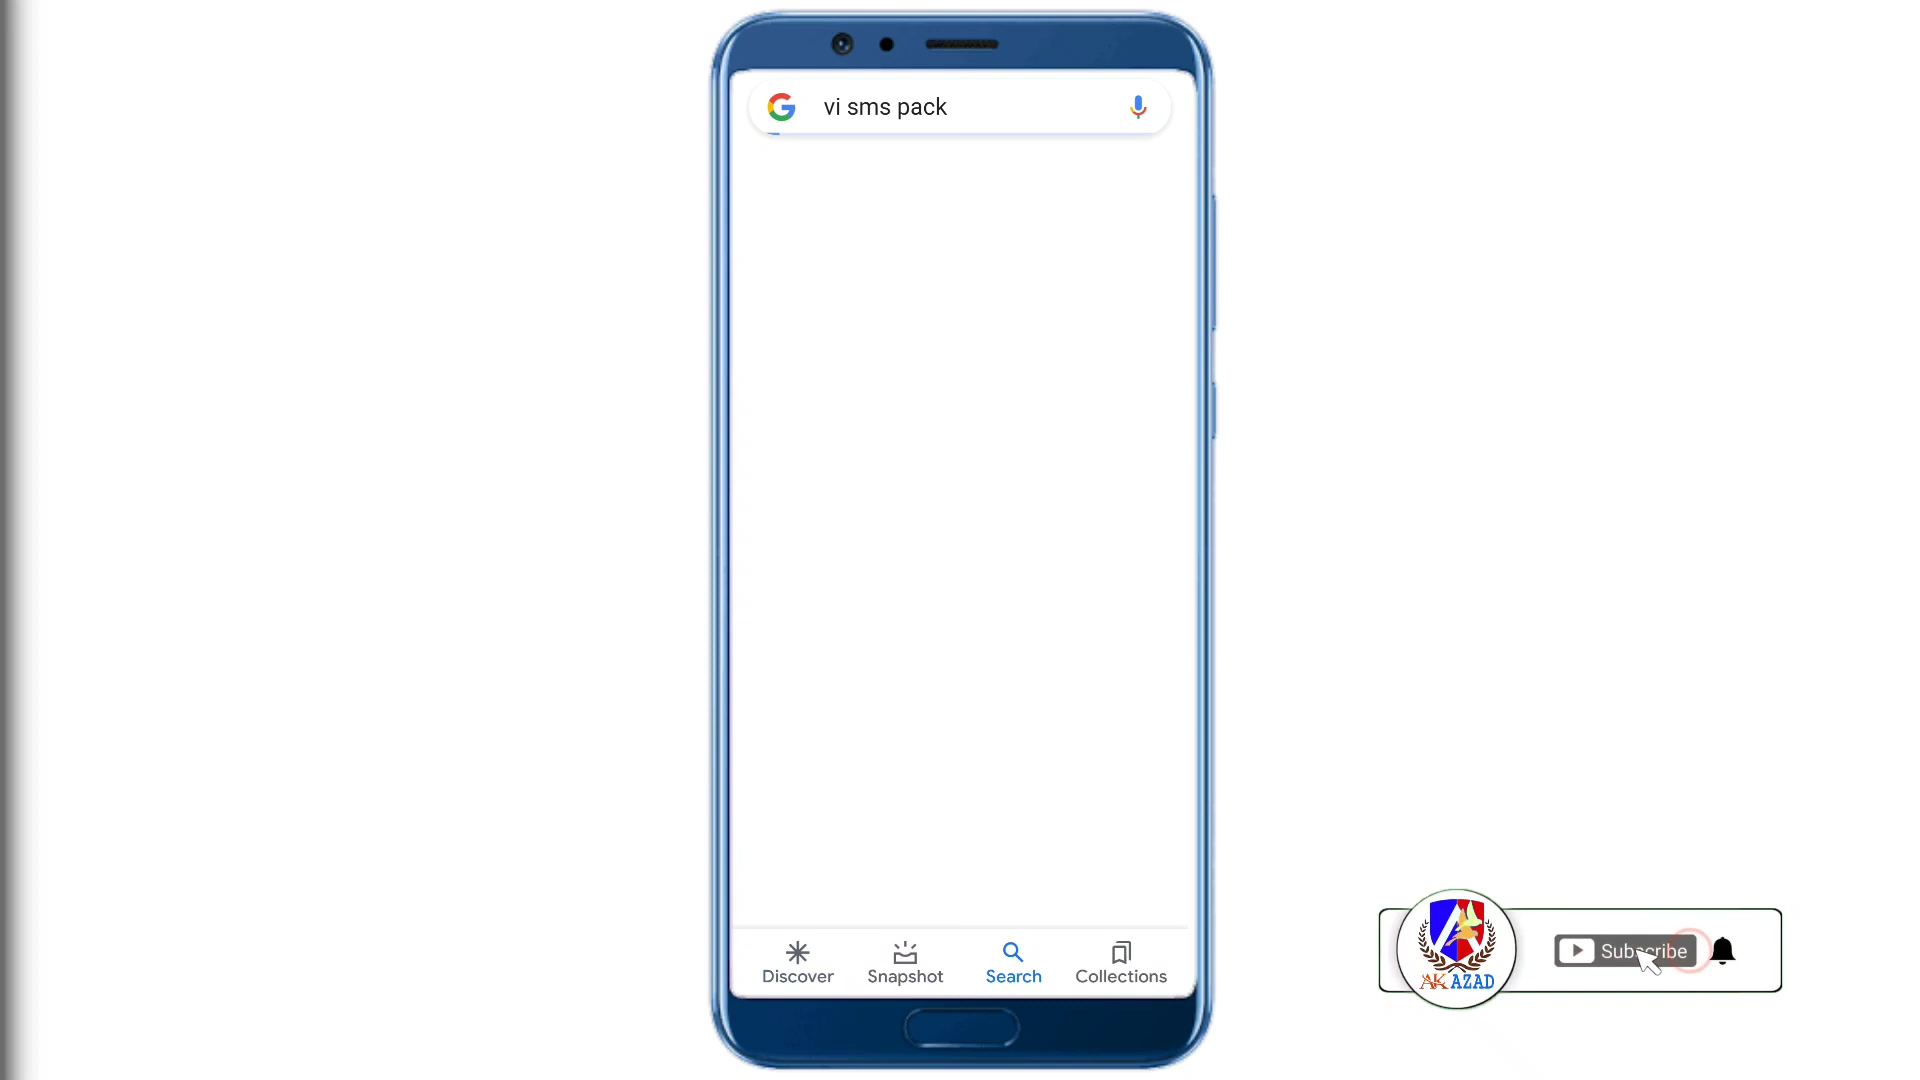 vi sms pack
Discover
Snapshot
Search
Collections
AK AZAD
Subscribe